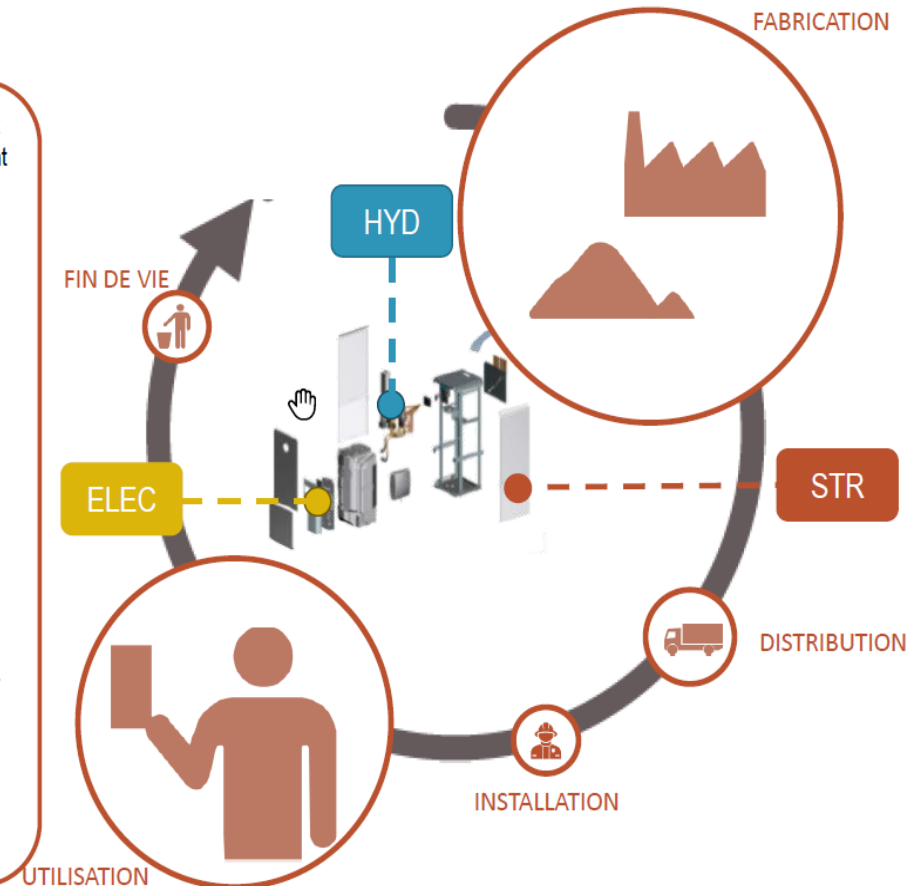 FABRICATION
HYD
FIN DE VIE
ELEC
STR
DISTRIBUTION
INSTALLATION
UTILISATION